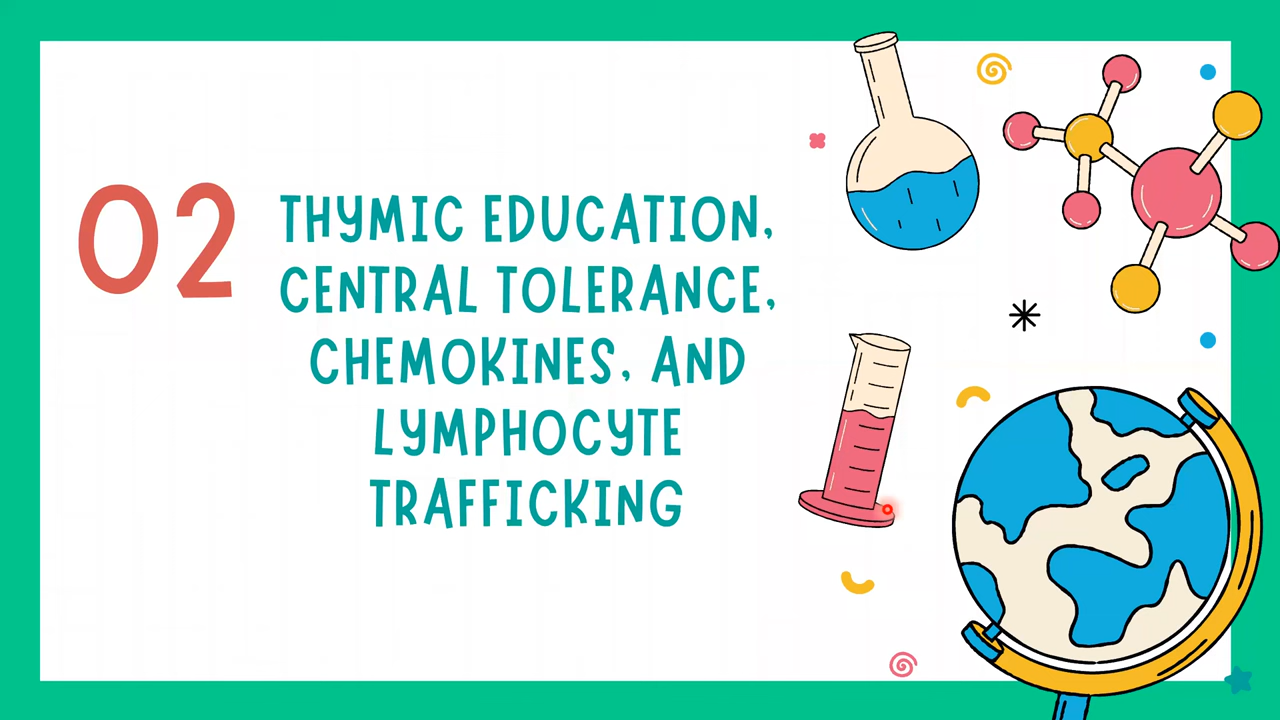 02
THYMIC EDUCATION,
CENTRAL TOLERANCE,
CHEMOKINES, AND
LYMPHOCYTE
TRAFFICKING